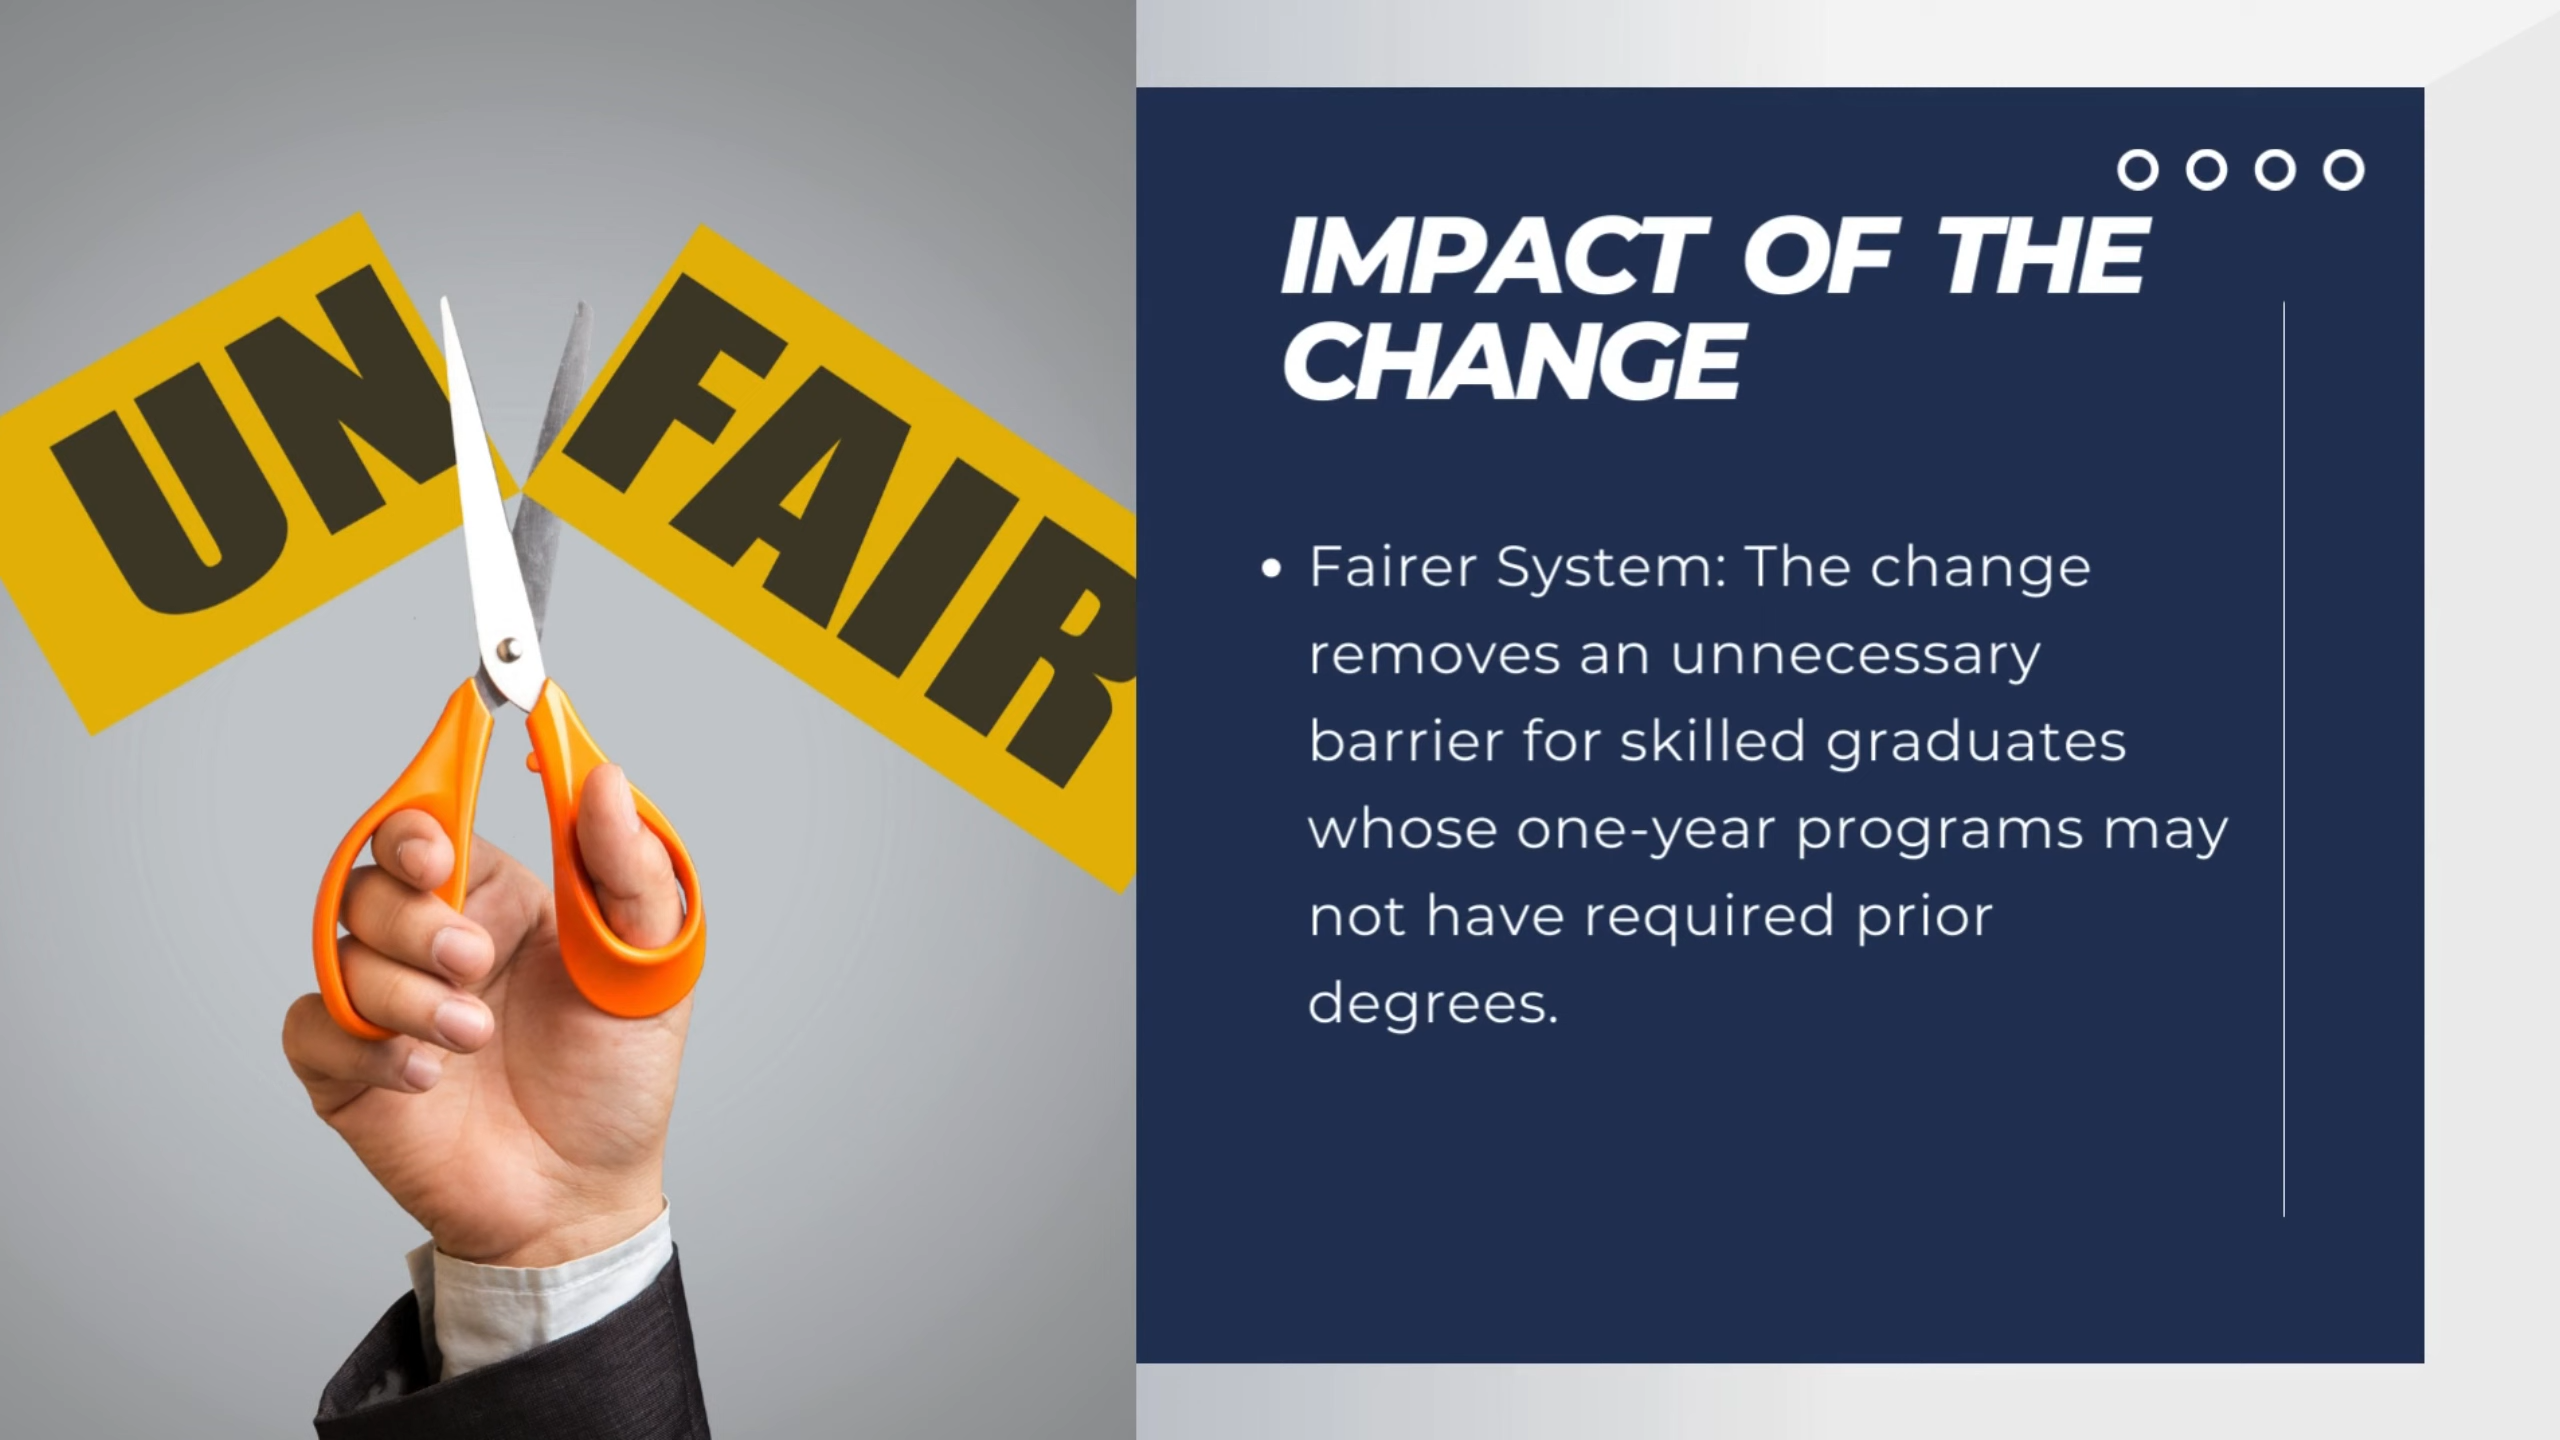 UN FAIR
IMPACT OF THE
CHANGE
• Fairer System: The change
removes an unnecessary
barrier for skilled graduates
whose one-year programs may
not have required prior
degrees.